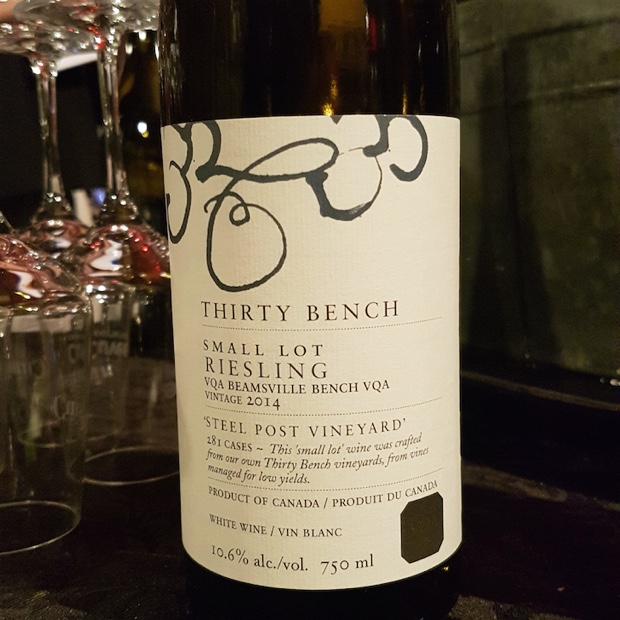 THIRTY BENCH
SMALL LOT
RIESLING
VQA BEAMSVILLE BENCH VQA
VINTAGE 2014
'STEEL POST VINEYARD'
281 CASES ~ This 'small lot' wine was crafted
from our own Thirty Bench vineyards, from vines
managed for low yields.
PRODUCT OF CANADA / PRODUIT DU CANADA
WHITE WINE / VIN BLANC
10.6% alc./vol. 750 ml